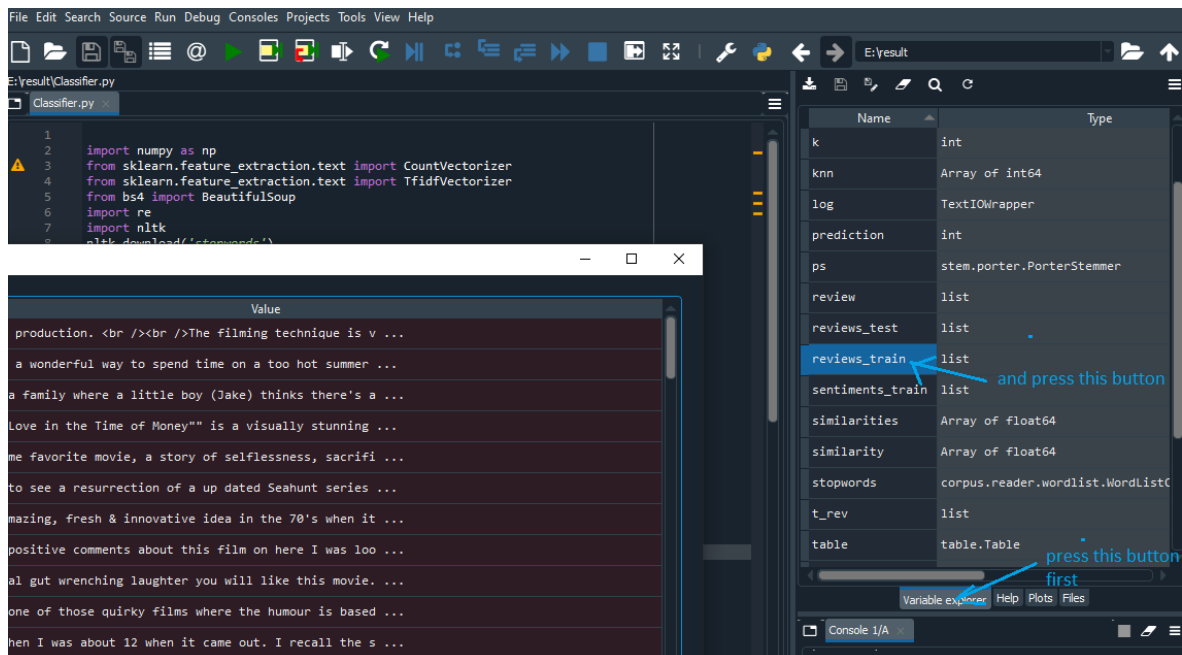 File Edit Search Source Run Debug Consoles Projects Tools View Help
E:\result
E:\result\Classifier.py
Classifier.py
1
2 import numpy as np
3 from sklearn.feature_extraction.text import CountVectorizer
4 from sklearn.feature_extraction.text import TfidfVectorizer
5 from bs4 import BeautifulSoup
6 import re
7 import nltk
8 nltk.download('stopwords')
Value
production. <br /><br />The filming technique is v ...
a wonderful way to spend time on a too hot summer ...
a family where a little boy (Jake) thinks there's a ...
Love in the Time of Money"" is a visually stunning ...
me favorite movie, a story of selflessness, sacrifi ...
to see a resurrection of a up dated Seahunt series ...
mazing, fresh & innovative idea in the 70's when it ...
positive comments about this film on here I was loo ...
al gut wrenching laughter you will like this movie. ...
one of those quirky films where the humour is based ...
hen I was about 12 when it came out. I recall the s ...
Name Type
k int
knn Array of int64
log TextIOWrapper
prediction int
ps stem.porter.PorterStemmer
review list
reviews_test list
reviews_train list
and press this button
sentiments_train list
similarities Array of float64
similarity Array of float64
stopwords corpus.reader.wordlist.WordListC
t_rev list
table table.Table
press this button
first
Variable explorer Help Plots Files
Console 1/A